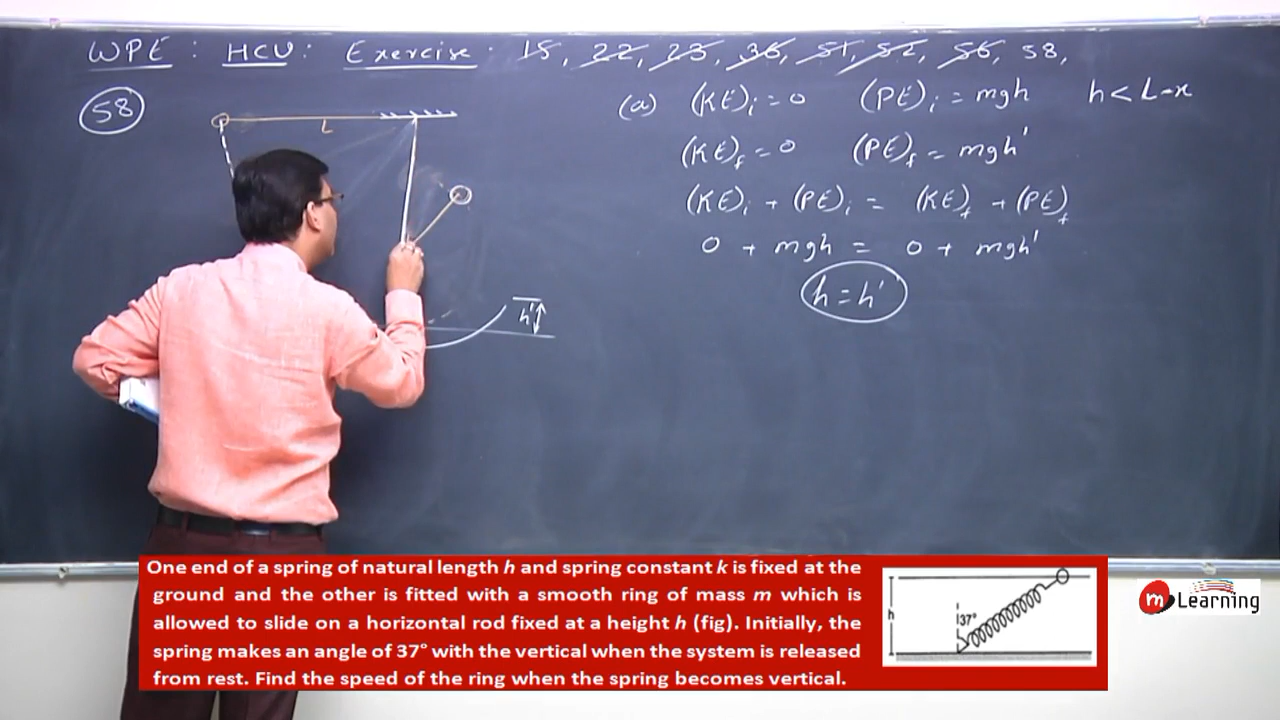 WPE : HCV : Exercise : 15, 22, 23, 36, 51, 52, 56, 58,
58
L
h'
(a) (KE)i = 0 (PE)i = mgh h < L-x
(KE)f = 0 (PE)f = mgh'
(KE)i + (PE)i = (KE)f + (PE)f
0 + mgh = 0 + mgh'
h = h'
One end of a spring of natural length h and spring constant k is fixed at the
ground and the other is fitted with a smooth ring of mass m which is
allowed to slide on a horizontal rod fixed at a height h (fig). Initially, the
spring makes an angle of 37° with the vertical when the system is released
from rest. Find the speed of the ring when the spring becomes vertical.
h
37°
m Learning